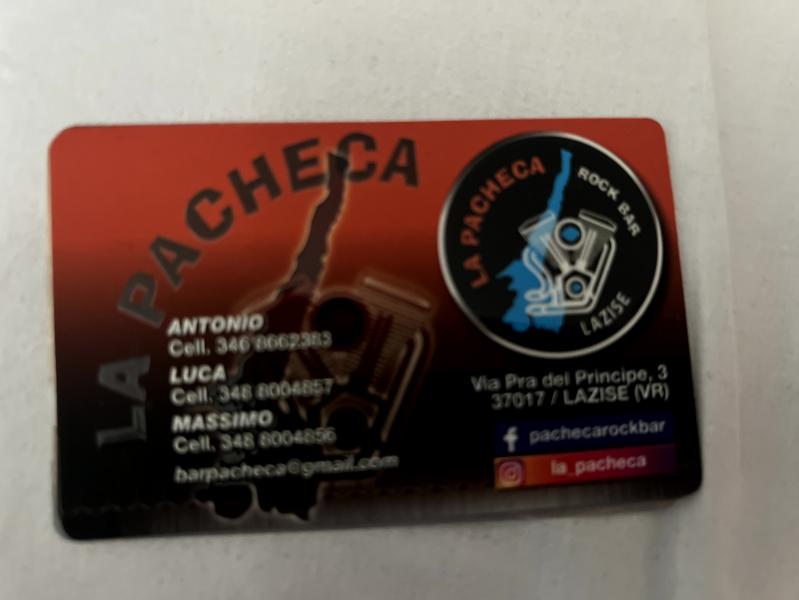 LA PACHECA
ANTONIO
Cell. 346 8662383
LUCA
Cell. 348 8004857
MASSIMO
Cell. 348 8004856
barpacheca@gmail.com
LA PACHECA
ROCK BAR
LAZISE
Via Pra del Principe, 3
37017 / LAZISE (VR)
pachecarockbar
la_pacheca